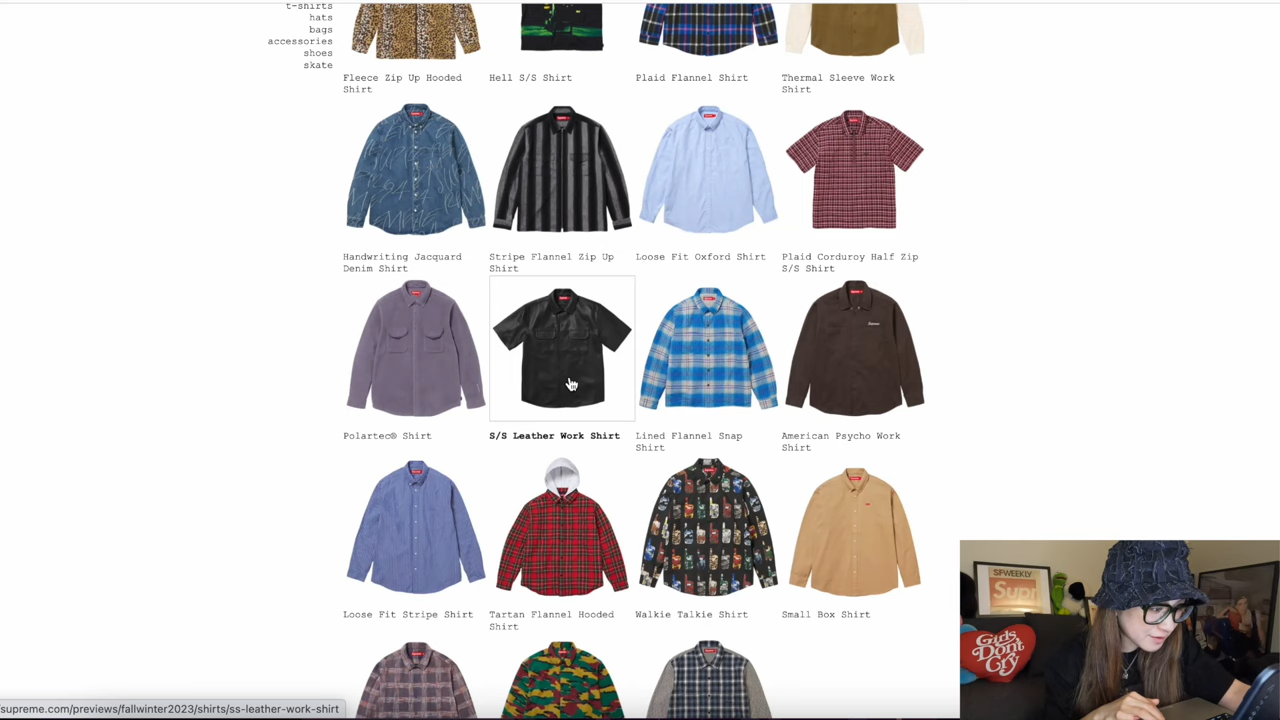 t-shirts
hats
bags
accessories
shoes
skate
Fleece Zip Up Hooded
Shirt
Hell S/S Shirt
Plaid Flannel Shirt
Thermal Sleeve Work
Shirt
Handwriting Jacquard
Denim Shirt
Stripe Flannel Zip Up
Shirt
Loose Fit Oxford Shirt
Plaid Corduroy Half Zip
S/S Shirt
Polartec® Shirt
S/S Leather Work Shirt
Lined Flannel Snap
Shirt
American Psycho Work
Shirt
Loose Fit Stripe Shirt
Tartan Flannel Hooded
Shirt
Walkie Talkie Shirt
Small Box Shirt
SFWEEKLY
Supr
Girls
Don't
Cry
/supreme.com/previews/fallwinter2023/shirts/ss-leather-work-shirt